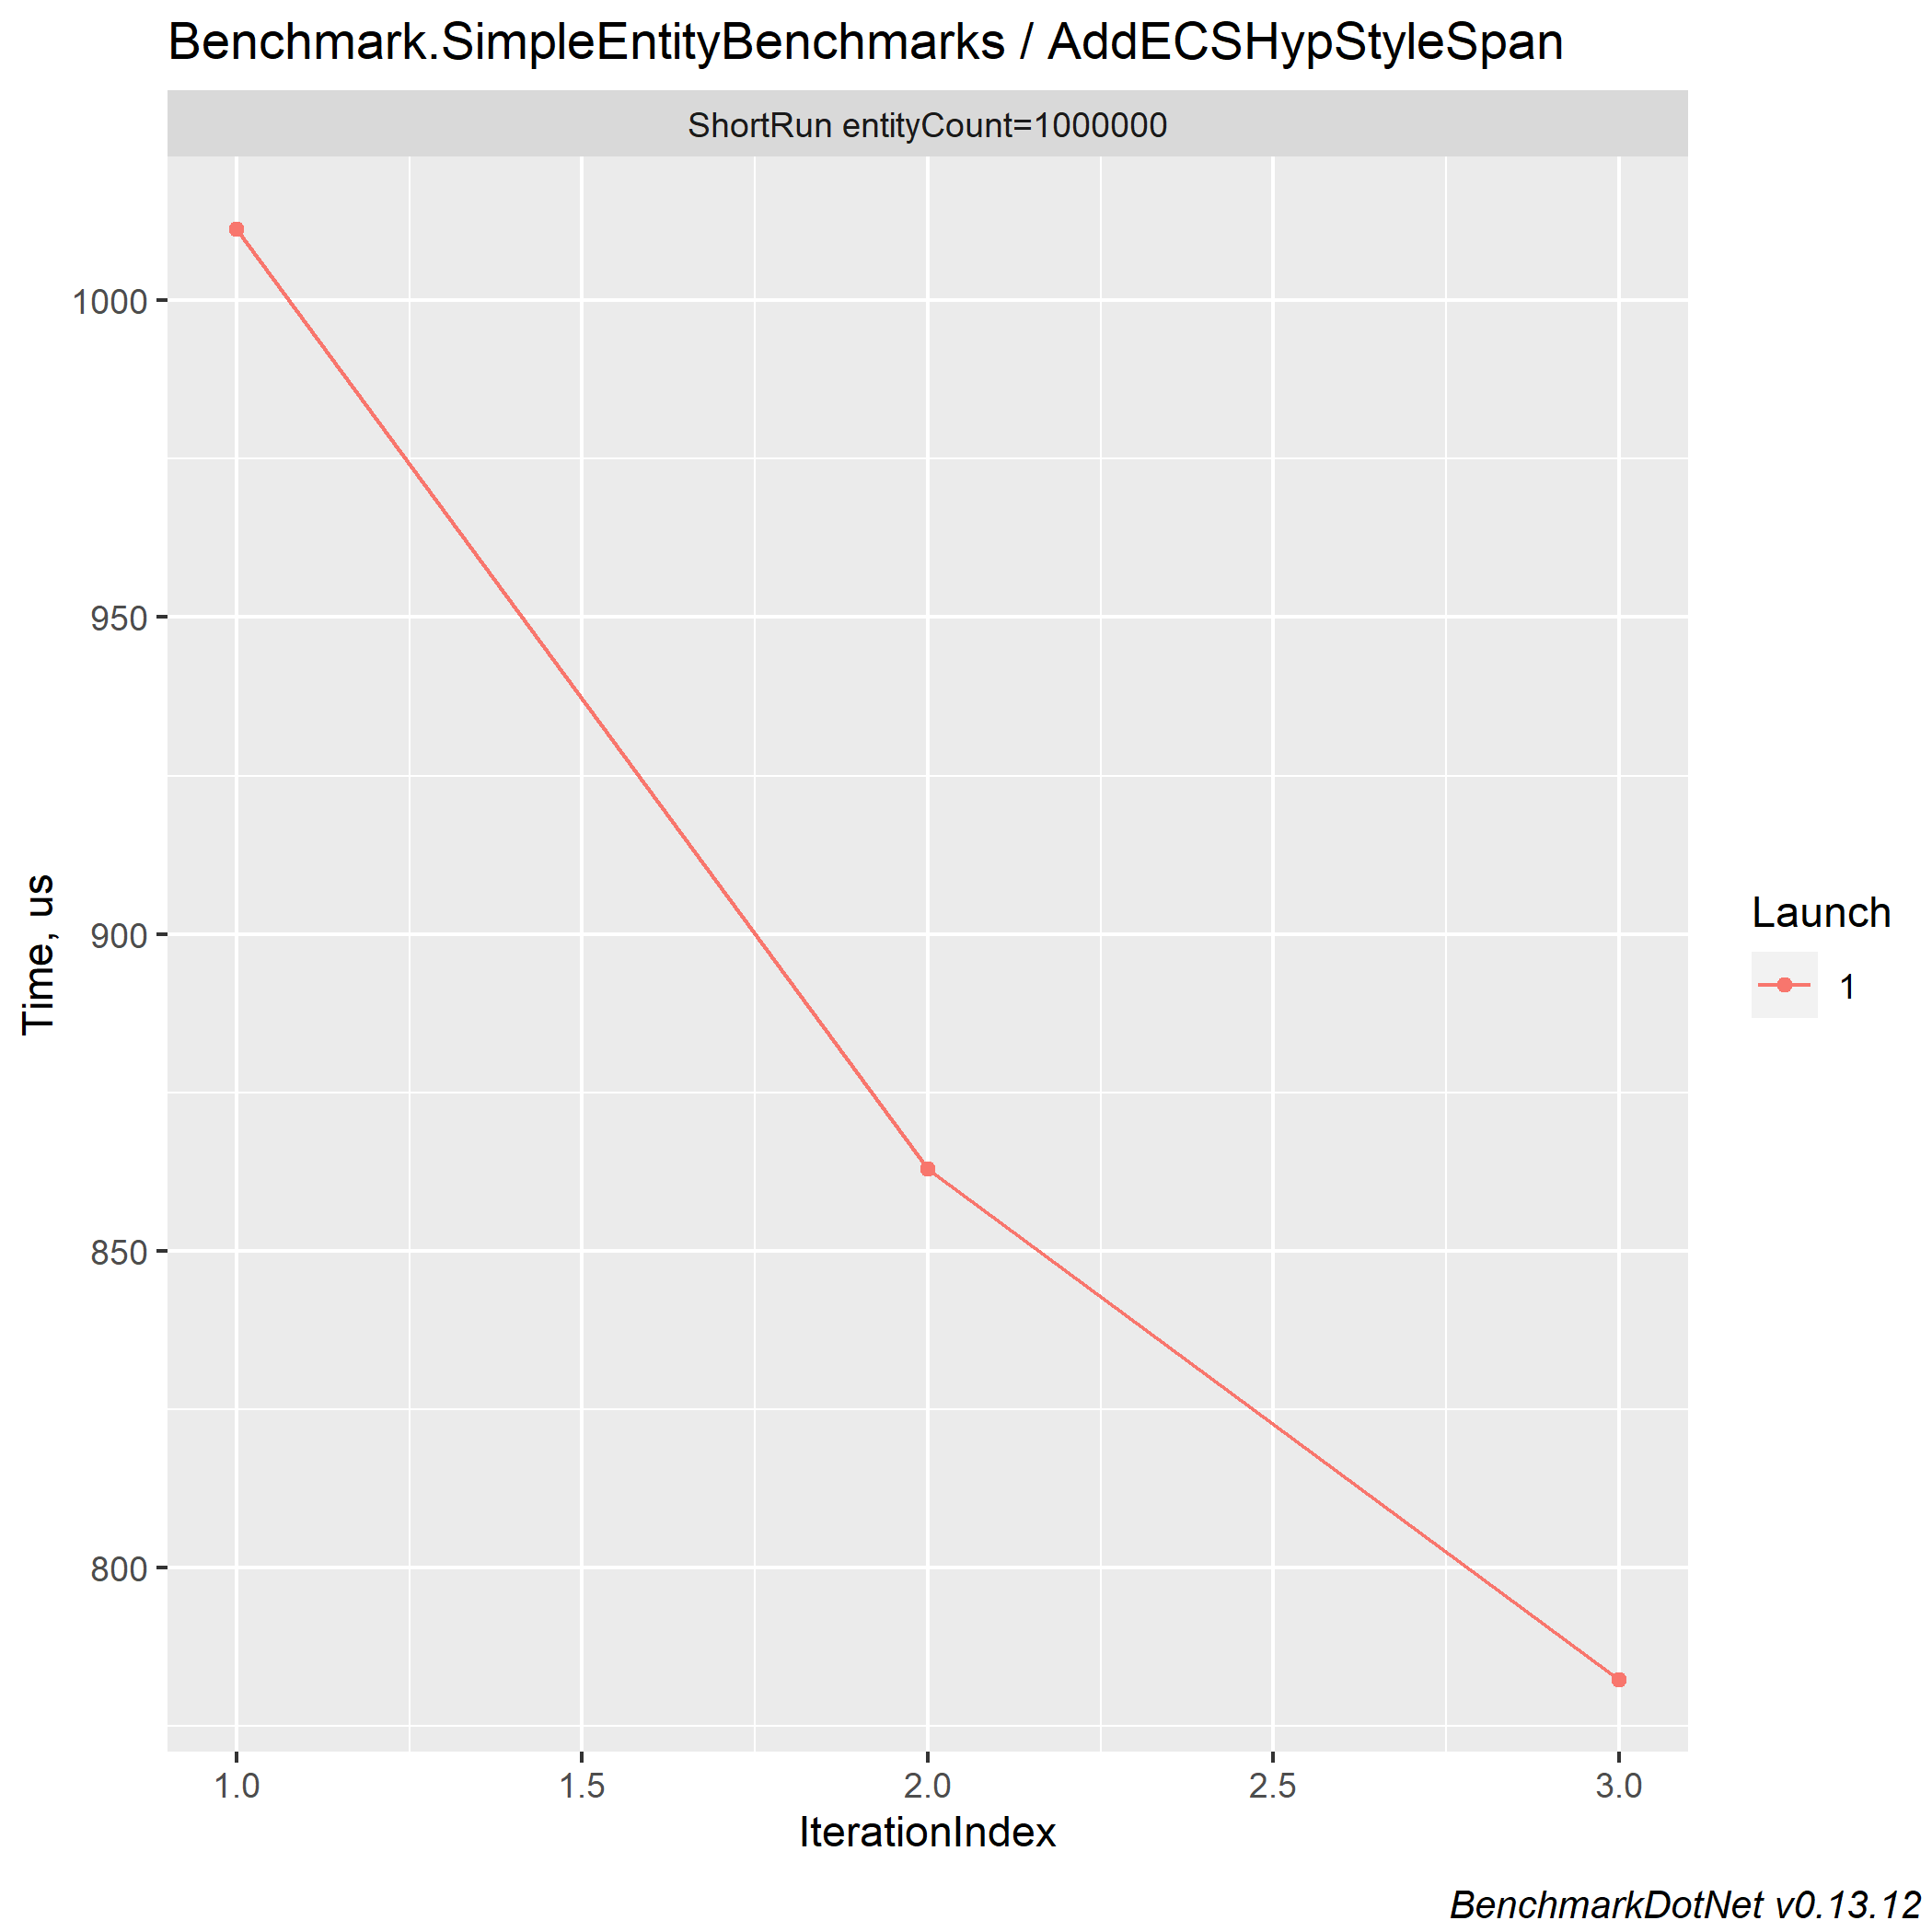 Benchmark.SimpleEntityBenchmarks / AddECSHypStyleSpan
ShortRun entityCount=1000000
1000
950
900
850
800
Time, us
1.0 1.5 2.0 2.5 3.0
IterationIndex
Launch
1
BenchmarkDotNet v0.13.12